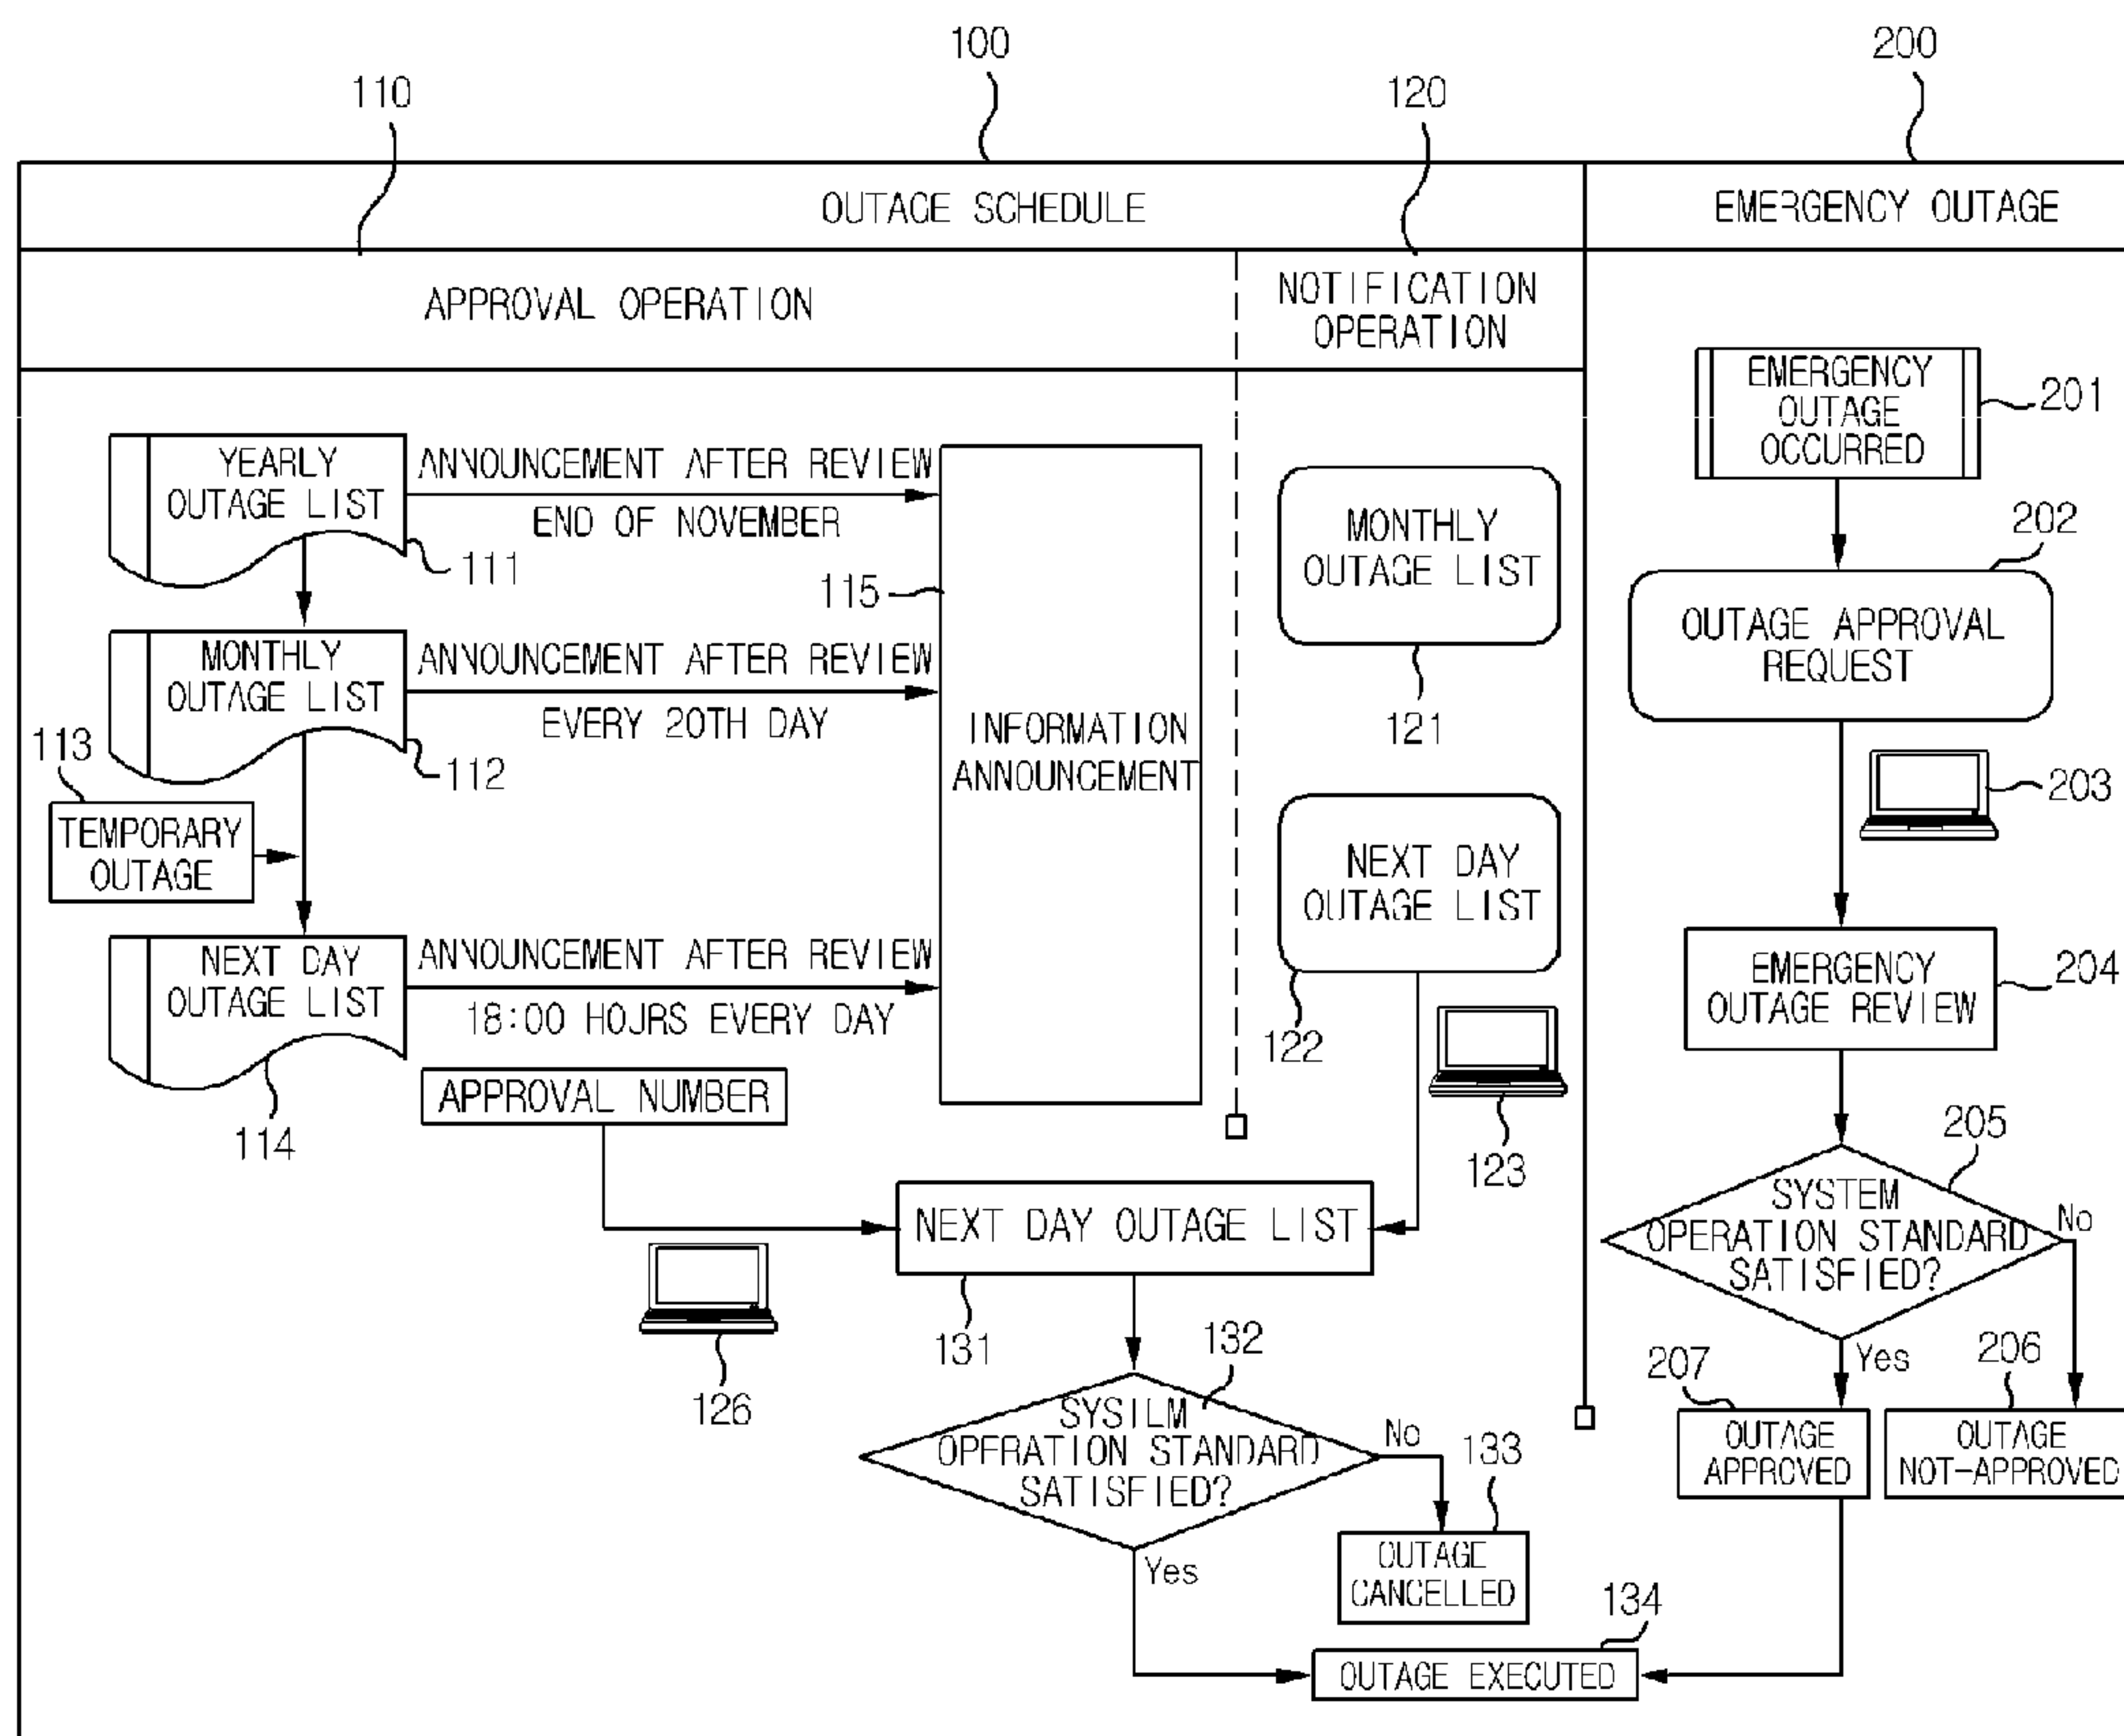 100
200
110
120
OUTAGE SCHEDULE
EMERGENCY OUTAGE
APPROVAL OPERATION
NOTIFICATION
OPERATION
YEARLY
OUTAGE LIST
111
ANNOUNCEMENT AFTER REVIEW
END OF NOVEMBER
MONTHLY
OUTAGE LIST
112
ANNOUNCEMENT AFTER REVIEW
EVERY 20TH DAY
113
TEMPORARY
OUTAGE
NEXT DAY
OUTAGE LIST
114
ANNOUNCEMENT AFTER REVIEW
18:00 HOJRS EVERY DAY
115
INFORMATION
ANNOUNCEMENT
MONTHLY
OUTAGE LIST
121
NEXT DAY
OUTAGE LIST
122
123
APPROVAL NUMBER
126
NEXT DAY OUTAGE LIST
131
132
SYSILM
OPFRATION STANDARD
SATISFIED?
No
133
OUTAGE
CANCELLED
Yes
134
OUTAGE EXECUTED
EMERGENCY
OUTAGE
OCCURRED
201
202
OUTAGE APPROVAL
REQUEST
203
EMERGENCY
OUTAGE REVIEW
204
205
SYSTEM
OPERATION STANDARD
SATISFIED?
No
Yes
207
206
OUTAGE
APPROVED
OUTAGE
NOT-APPROVED